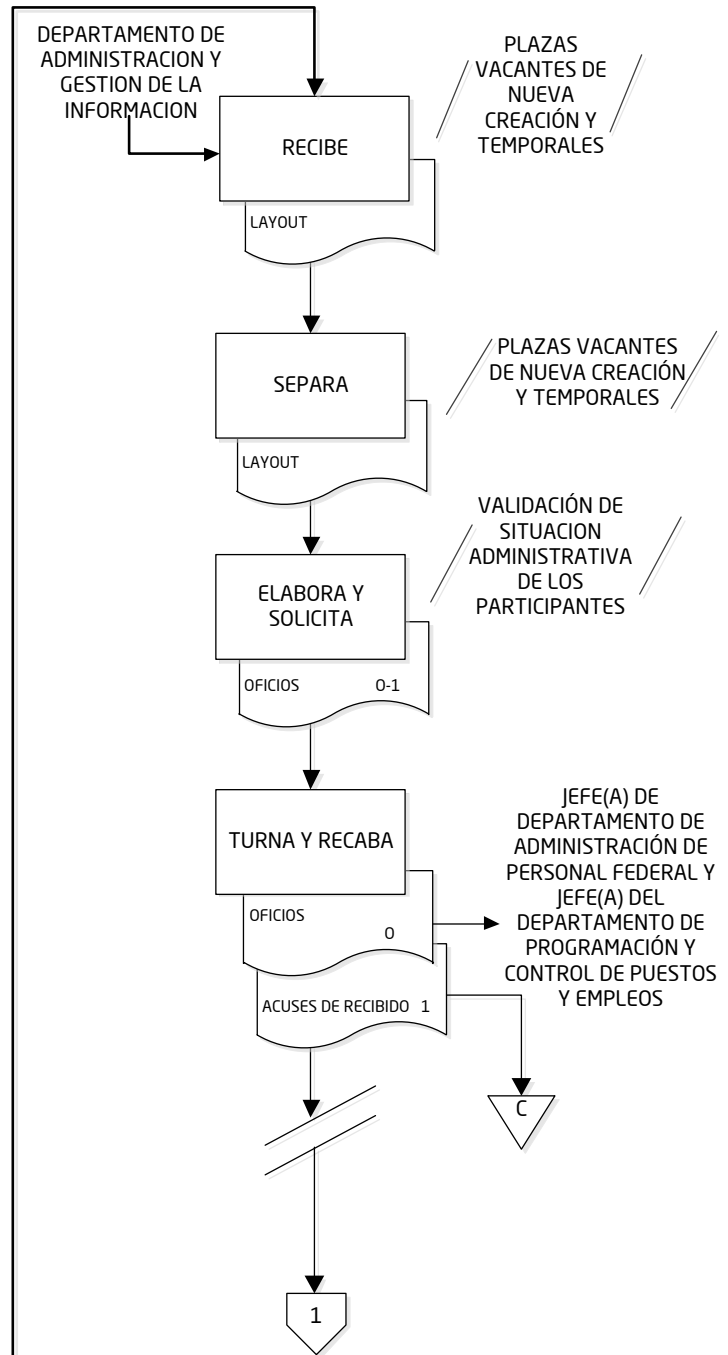 DEPARTAMENTO DE
ADMINISTRACION Y
GESTION DE LA
INFORMACION
PLAZAS
VACANTES DE
NUEVA
CREACIÓN Y
TEMPORALES
RECIBE
LAYOUT
PLAZAS VACANTES
DE NUEVA CREACIÓN
Y TEMPORALES
SEPARA
LAYOUT
VALIDACIÓN DE
SITUACION
ADMINISTRATIVA
DE LOS
PARTICIPANTES
ELABORA Y
SOLICITA
OFICIOS 0-1
TURNA Y RECABA
OFICIOS
0
JEFE(A) DE
DEPARTAMENTO DE
ADMINISTRACIÓN DE
PERSONAL FEDERAL Y
JEFE(A) DEL
DEPARTAMENTO DE
PROGRAMACIÓN Y
CONTROL DE PUESTOS
Y EMPLEOS
ACUSES DE RECIBIDO 1
C
1